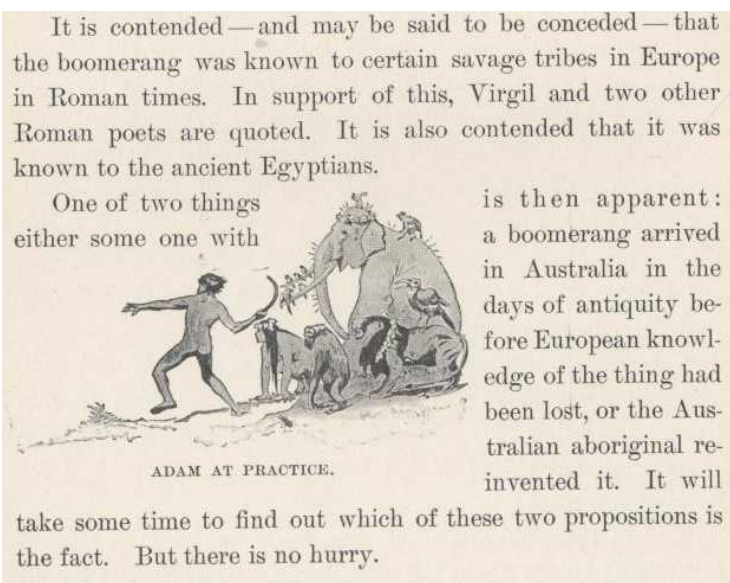 It is contended — and may be said to be conceded — that
the boomerang was known to certain savage tribes in Europe
in Roman times. In support of this, Virgil and two other
Roman poets are quoted. It is also contended that it was
known to the ancient Egyptians.
One of two things is then apparent:
either some one with a boomerang arrived
in Australia in the
days of antiquity be-
fore European knowl-
edge of the thing had
been lost, or the Aus-
tralian aboriginal re-
invented it. It will
ADAM AT PRACTICE.
take some time to find out which of these two propositions is
the fact. But there is no hurry.